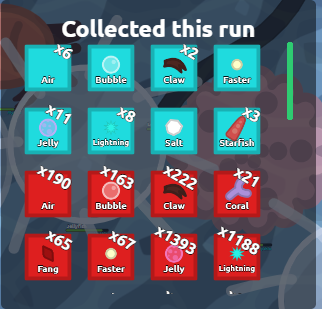 Collected this run
x6 x2
Air Bubble Claw Faster
x11 x8 x3
Jelly Lightning Salt Starfish
x190 x163 x222 x21
Air Bubble Claw Coral
x65 x67 x1393 x1188
Fang Faster Jelly Lightning